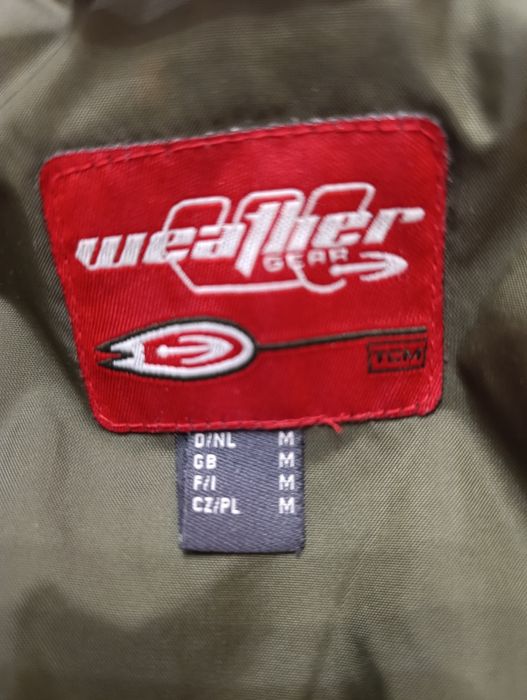 weather
GEAR
TCM
D/NL M
GB M
F/I M
CZ/PL M